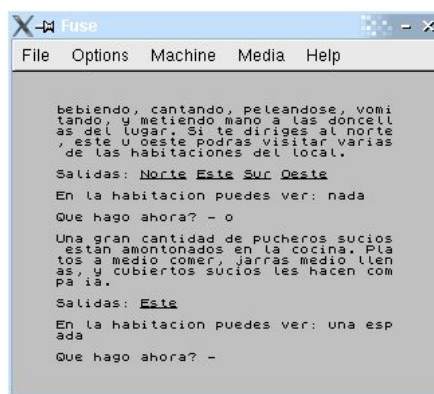 Fuse
File Options Machine Media Help
bebiendo, cantando, peleandose, vomi
tando, y metiendo mano a las doncell
as del lugar. Si te diriges al norte
, este u oeste podras visitar varias
de las habitaciones del local.
Salidas: Norte Este Sur Oeste
En la habitacion puedes ver: nada
Que hago ahora? - o
Una gran cantidad de pucheros sucios
estan amontonados en la cocina. Pla
tos a medio comer, jarras medio llen
as, y cubiertos sucios les hacen com
pa ia.
Salidas: Este
En la habitacion puedes ver: una esp
ada
Que hago ahora? -